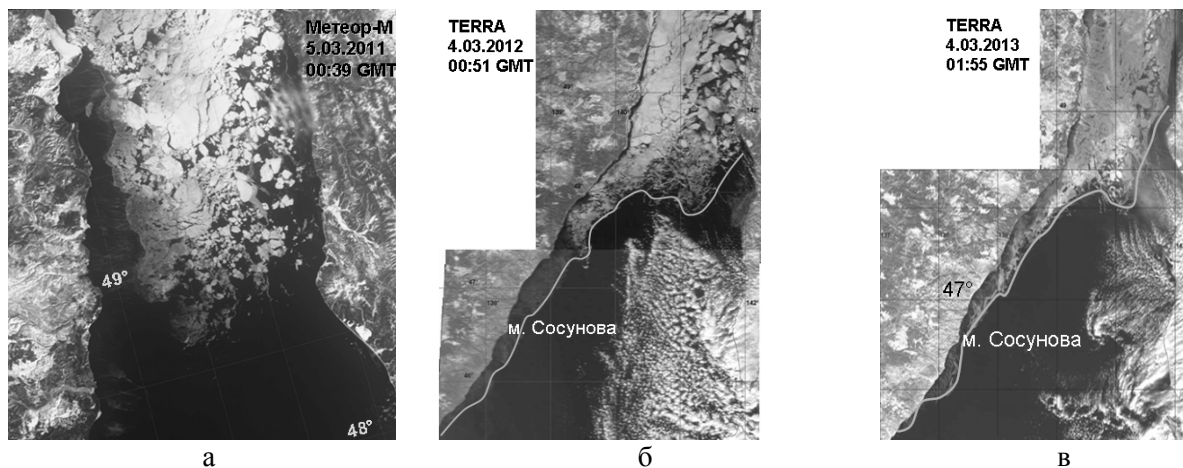 Метеор-М
5.03.2011
00:39 GMT
49°
48°
а
TERRA
4.03.2012
00:51 GMT
м. Сосунова
б
TERRA
4.03.2013
01:55 GMT
47°
м. Сосунова
в